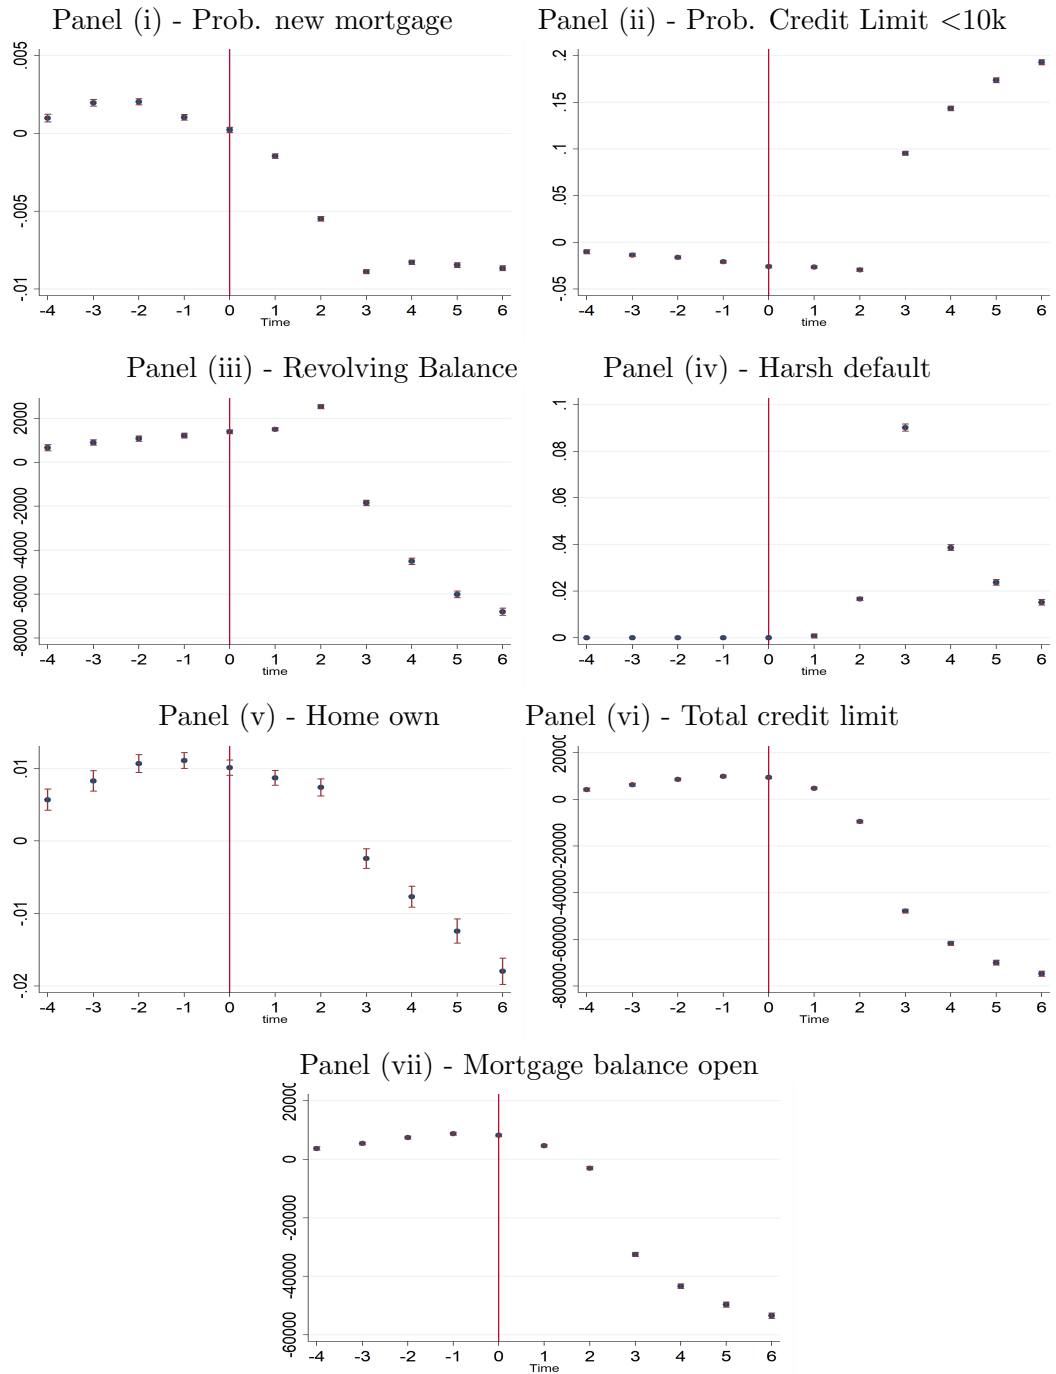 Panel (i) - Prob. new mortgage
.005
0
-.005
-.01
-4 -3 -2 -1 0 1 2 3 4 5 6
Time
Panel (ii) - Prob. Credit Limit <10k
.2
.15
.1
.05
0
-.05
-4 -3 -2 -1 0 1 2 3 4 5 6
time
Panel (iii) - Revolving Balance
2000
0
-2000
-4000
-6000
-8000
-4 -3 -2 -1 0 1 2 3 4 5 6
time
Panel (iv) - Harsh default
.1
.08
.06
.04
.02
0
-4 -3 -2 -1 0 1 2 3 4 5 6
time
Panel (v) - Home own
.01
0
-.01
-.02
-4 -3 -2 -1 0 1 2 3 4 5 6
time
Panel (vi) - Total credit limit
20000
0
-20000
-40000
-60000
-80000
-4 -3 -2 -1 0 1 2 3 4 5 6
Time
Panel (vii) - Mortgage balance open
20000
0
-20000
-40000
-60000
-4 -3 -2 -1 0 1 2 3 4 5 6
Time